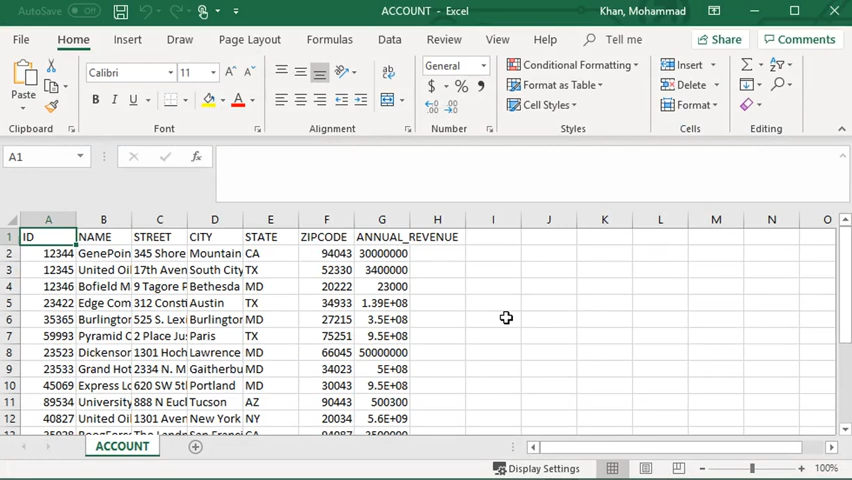 AutoSave Off ACCOUNT - Excel Khan, Mohammad
File Home Insert Draw Page Layout Formulas Data Review View Help Tell me Share Comments
Calibri 11 General Conditional Formatting Insert
Paste B I U A $ % Format as Table Delete
Cell Styles Format
Clipboard Font Alignment Number Styles Cells Editing
A1 fx
A B C D E F G H I J K L M N O
1 ID NAME STREET CITY STATE ZIPCODE ANNUAL_REVENUE
2 12344 GenePoin 345 Shore Mountain CA 94043 30000000
3 12345 United Oi 17th Aven South City TX 52330 3400000
4 12346 Bofield M 9 Tagore P Bethesda MD 20222 23000
5 23422 Edge Com 312 Consti Austin TX 34933 1.39E+08
6 35365 Burlington 525 S. Lexi Burlington MD 27215 3.5E+08
7 59993 Pyramid C 2 Place Jus Paris TX 75251 9.5E+08
8 23523 Dickenson 1301 Hoch Lawrence MD 66045 50000000
9 23533 Grand Hot 2334 N. M Gaitherbu MD 34023 5E+08
10 45069 Express Lo 620 SW 5t Portland MD 30043 9.5E+08
11 89534 University 888 N Eucl Tucson AZ 90443 500300
12 40827 United Oi 1301 Aven New York NY 20034 5.6E+09
ACCOUNT
Display Settings 100%